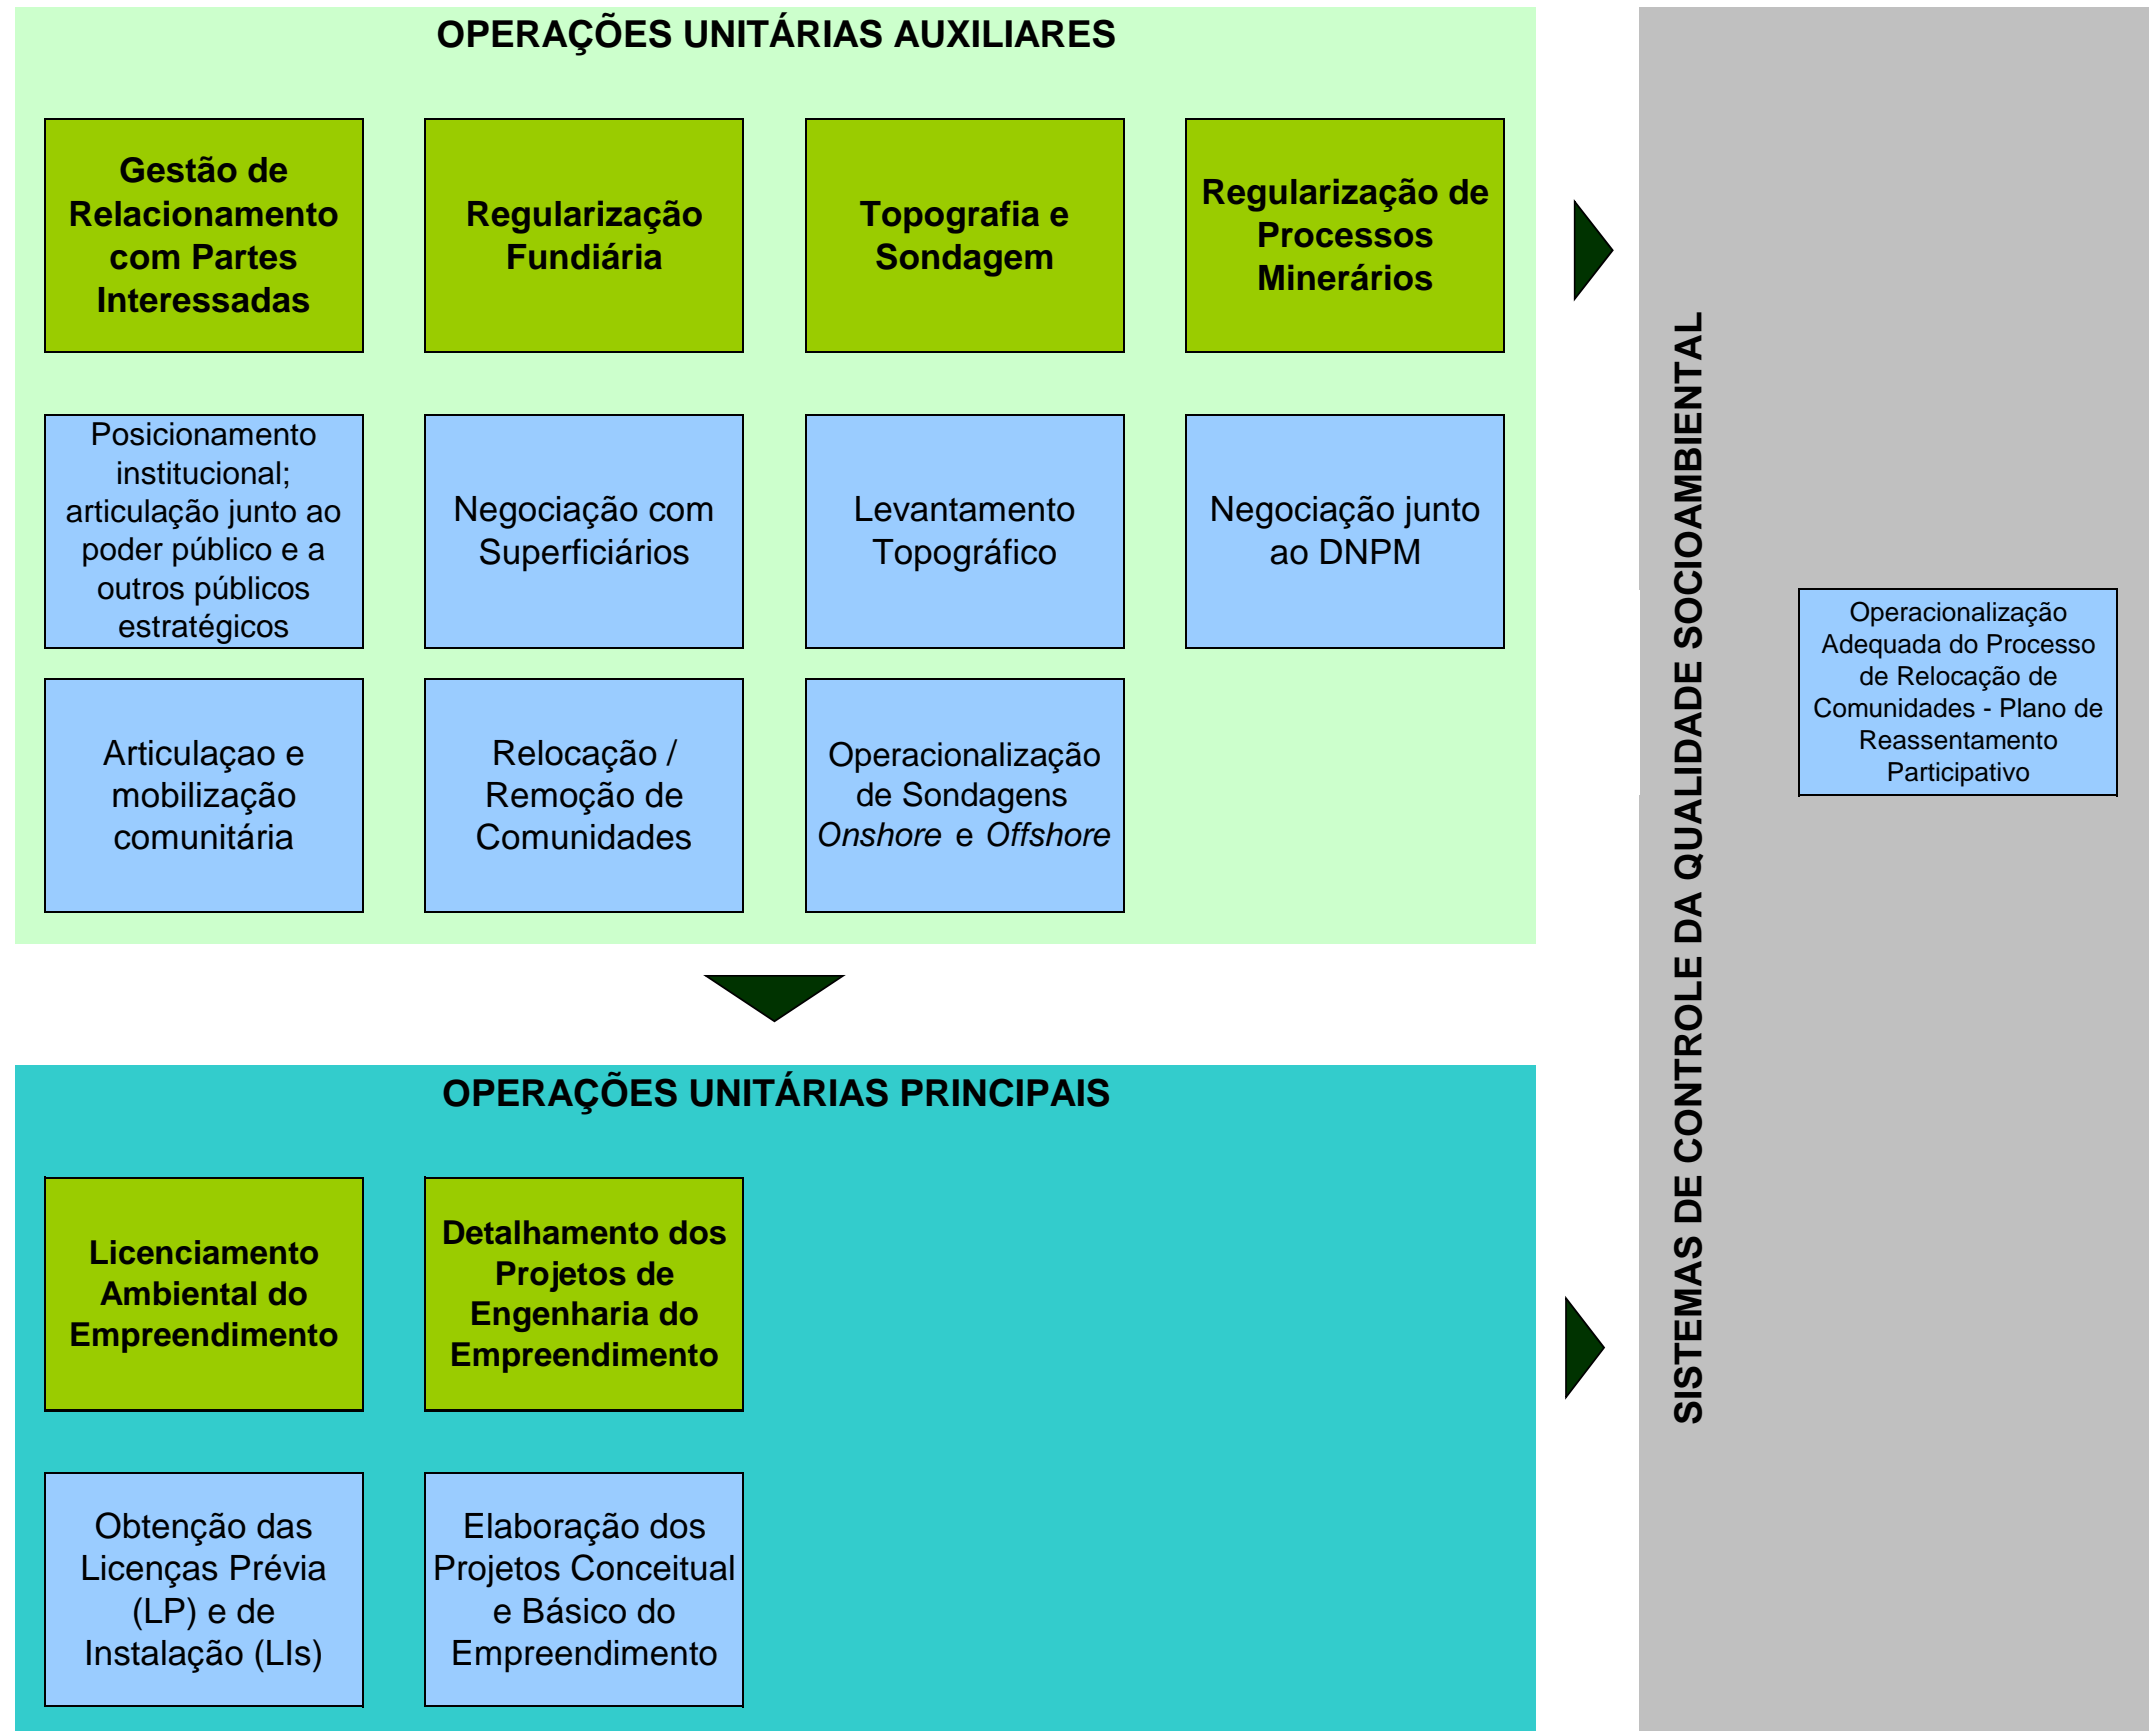 OPERAÇÕES UNITÁRIAS AUXILIARES
Gestão de
Relacionamento
com Partes
Interessadas
Regularização
Fundiária
Topografia e
Sondagem
Regularização de
Processos
Minerários
Posicionamento
institucional;
articulação junto ao
poder público e a
outros públicos
estratégicos
Negociação com
Superficiários
Levantamento
Topográfico
Negociação junto
ao DNPM
Articulaçao e
mobilização
comunitária
Relocação /
Remoção de
Comunidades
Operacionalização
de Sondagens
Onshore e Offshore
OPERAÇÕES UNITÁRIAS PRINCIPAIS
Licenciamento
Ambiental do
Empreendimento
Detalhamento dos
Projetos de
Engenharia do
Empreendimento
Obtenção das
Licenças Prévia
(LP) e de
Instalação (LIs)
Elaboração dos
Projetos Conceitual
e Básico do
Empreendimento
SISTEMAS DE CONTROLE DA QUALIDADE SOCIOAMBIENTAL
Operacionalização
Adequada do Processo
de Relocação de
Comunidades - Plano de
Reassentamento
Participativo